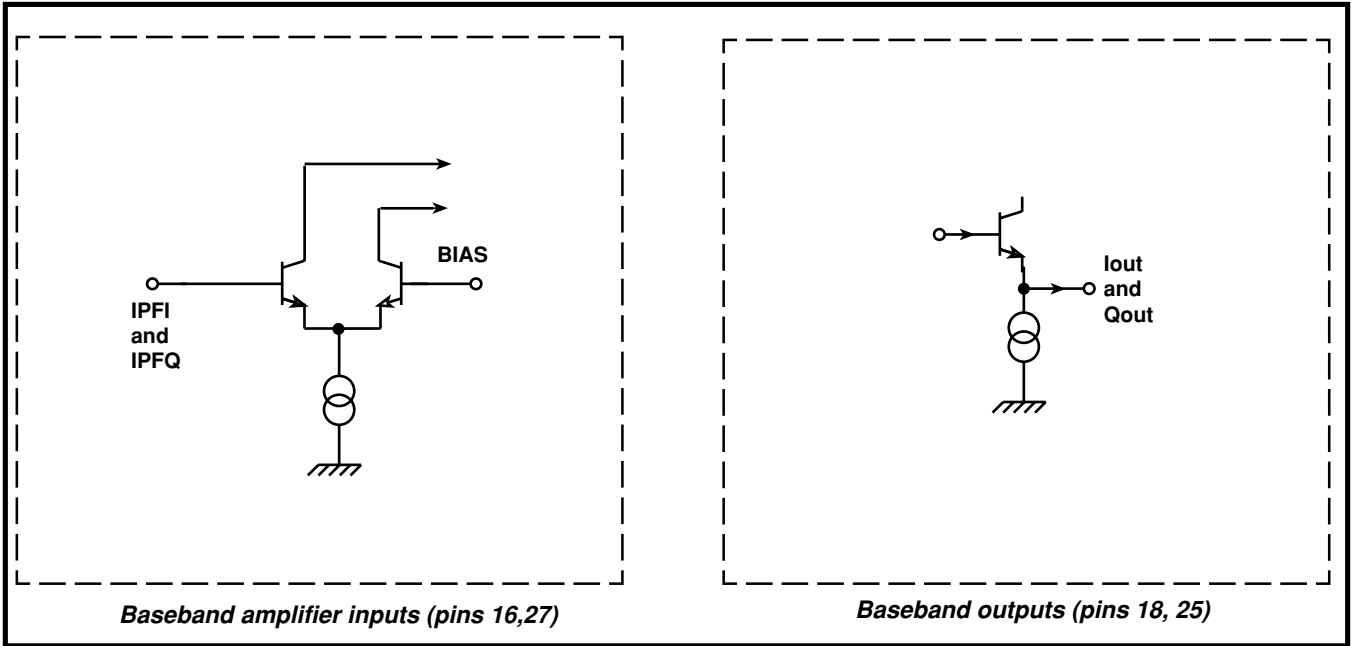 BIAS
IPFI
and
IPFQ
Baseband amplifier inputs (pins 16,27)
Iout
and
Qout
Baseband outputs (pins 18, 25)